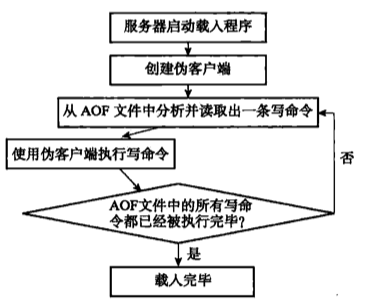 服务器启动载入程序
创建伪客户端
从 AOF 文件中分析并读取出一条写命令
使用伪客户端执行写命令
否
AOF文件中的所有写命
令都已经被执行完毕?
是
载入完毕